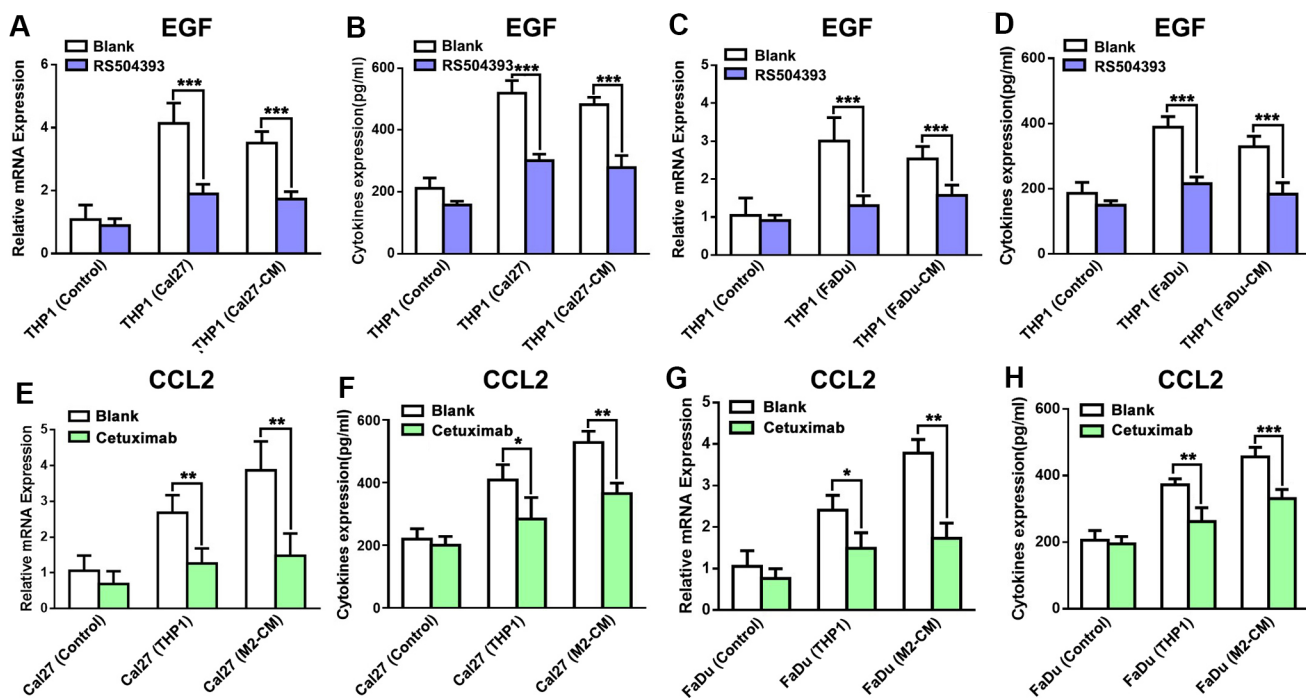 A
EGF
Blank
RS504393
Relative mRNA Expression
6
4
2
0
***
***
THP1 (Control)
THP1 (Cal27)
THP1 (Cal27-CM)
B
EGF
Blank
RS504393
Cytokines expression(pg/ml)
600
400
200
0
***
***
THP1 (Control)
THP1 (Cal27)
THP1 (Cal27-CM)
C
EGF
Blank
RS504393
Relative mRNA Expression
5
4
3
2
1
0
***
***
THP1 (Control)
THP1 (FaDu)
THP1 (FaDu-CM)
D
EGF
Blank
RS504393
Cytokines expression(pg/ml)
600
400
200
0
***
***
THP1 (Control)
THP1 (FaDu)
THP1 (FaDu-CM)
E
CCL2
Blank
Cetuximab
Relative mRNA Expression
5
4
3
2
1
0
**
**
Cal27 (Control)
Cal27 (THP1)
Cal27 (M2-CM)
F
CCL2
Blank
Cetuximab
Cytokines expression(pg/ml)
600
400
200
0
*
**
Cal27 (Control)
Cal27 (THP1)
Cal27 (M2-CM)
G
CCL2
Blank
Cetuximab
Relative mRNA Expression
5
4
3
2
1
0
*
**
FaDu (Control)
FaDu (THP1)
FaDu (M2-CM)
H
CCL2
Blank
Cetuximab
Cytokines expression(pg/ml)
600
400
200
0
**
***
FaDu (Control)
FaDu (THP1)
FaDu (M2-CM)